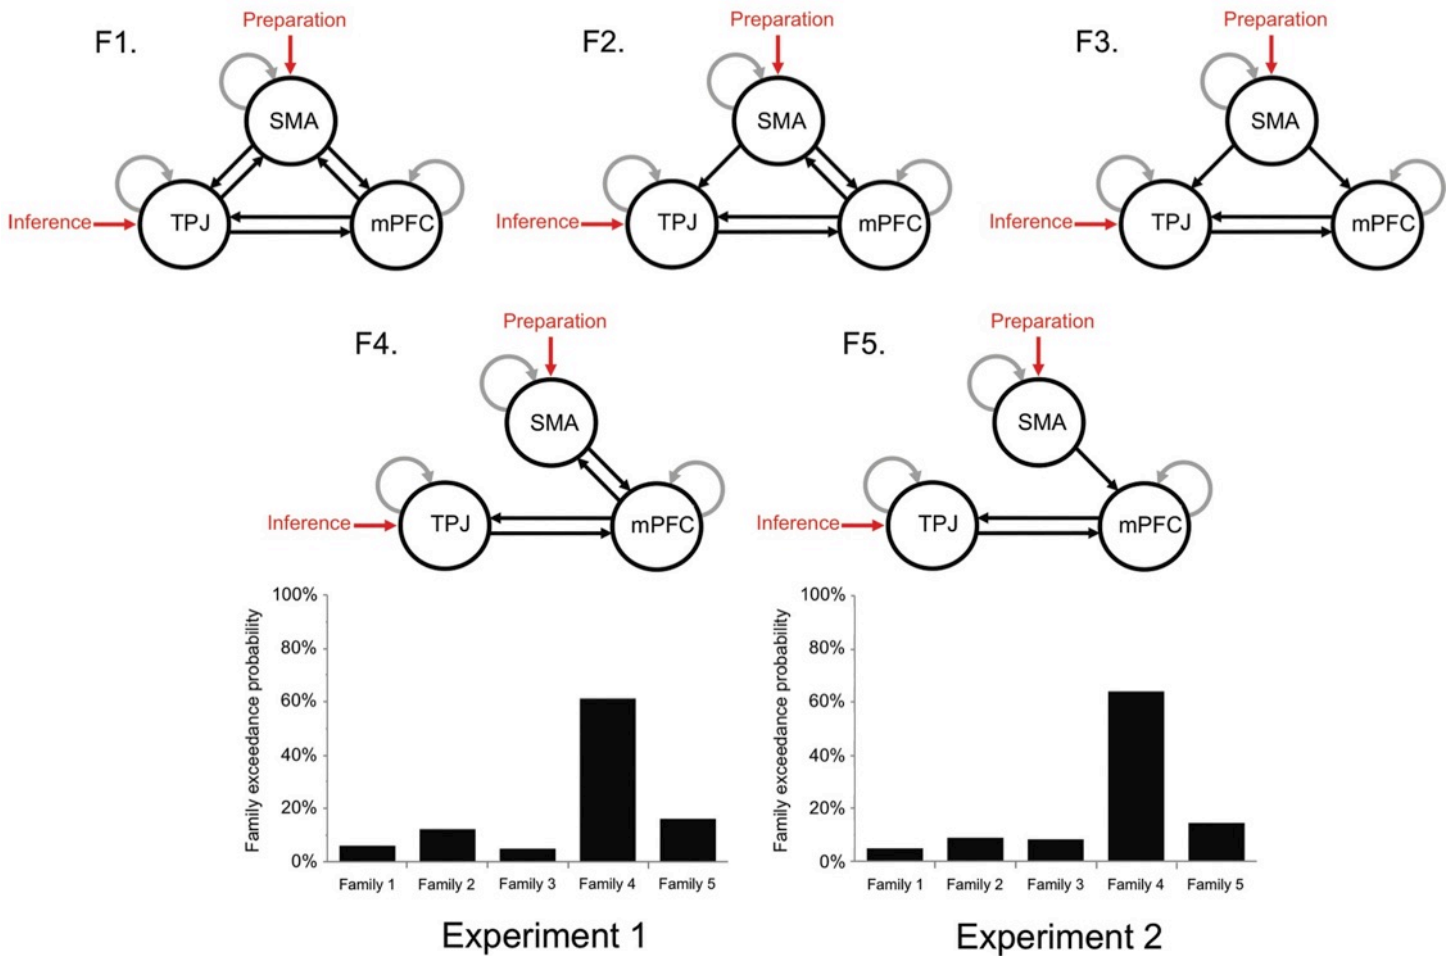 F1.
Preparation
SMA
Inference
TPJ
mPFC
F2.
Preparation
SMA
Inference
TPJ
mPFC
F3.
Preparation
SMA
Inference
TPJ
mPFC
F4.
Preparation
SMA
Inference
TPJ
mPFC
F5.
Preparation
SMA
Inference
TPJ
mPFC
Family exceedance probability
100%
80%
60%
40%
20%
0%
Family 1 Family 2 Family 3 Family 4 Family 5
Experiment 1
Family exceedance probability
100%
80%
60%
40%
20%
0%
Family 1 Family 2 Family 3 Family 4 Family 5
Experiment 2